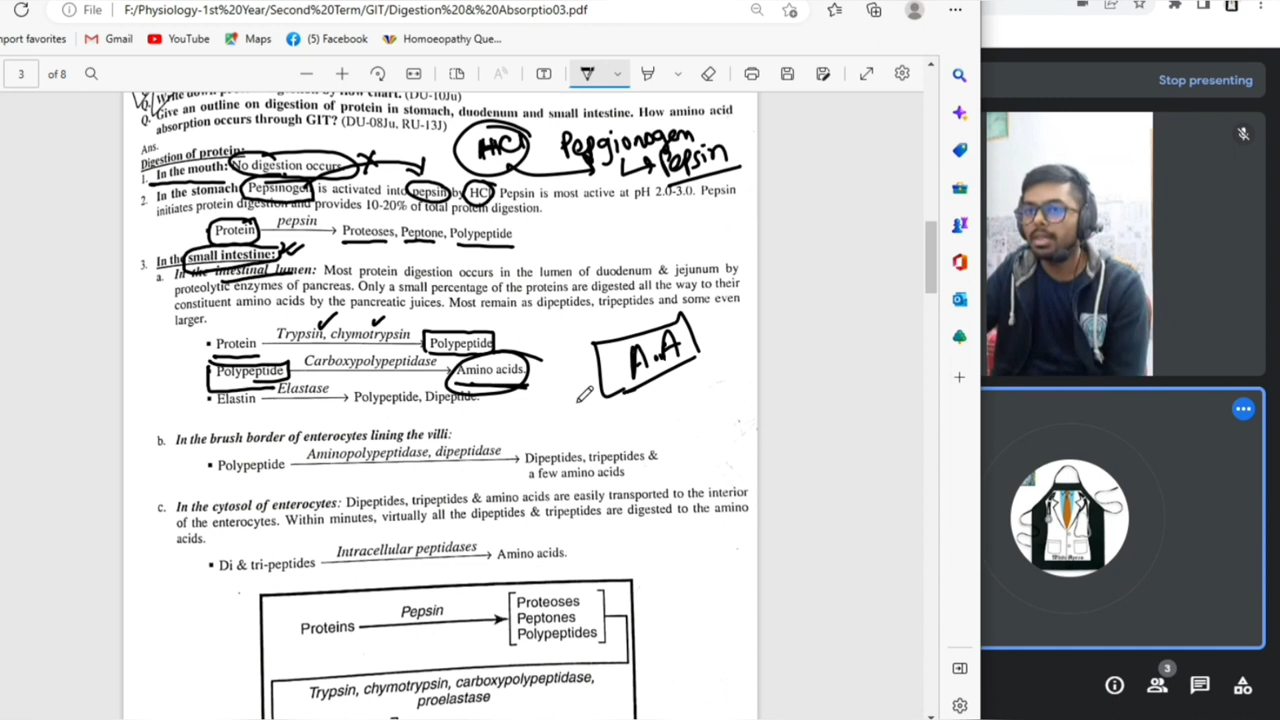 File
F:/Physiology-1st%20Year/Second%20Term/GIT/Digestion%20&%20Absorptio03.pdf
nport favorites
Gmail
YouTube
Maps
(5) Facebook
Homoeopathy Que...
3
of 8
Stop presenting
(DU-10Ju)
Q. Give an outline on digestion of protein in stomach, duodenum and small intestine. How amino acid
absorption occurs through GIT? (DU-08Ju, RU-13J)
HCl
Pepgionogen
Pepsin
Ans.
Digestion of protein:
1. In the mouth: No digestion occurs
2. In the stomach: Pepsinogen is activated into pepsin by HCl Pepsin is most active at pH 2.0-3.0. Pepsin
initiates protein digestion and provides 10-20% of total protein digestion.
Protein pepsin Proteoses, Peptone, Polypeptide
3. In the small intestine:
a. In the intestinal lumen: Most protein digestion occurs in the lumen of duodenum & jejunum by
proteolytic enzymes of pancreas. Only a small percentage of the proteins are digested all the way to their
constituent amino acids by the pancreatic juices. Most remain as dipeptides, tripeptides and some even
larger.
▪ Protein Trypsin, chymotrypsin Polypeptide
▪ Polypeptide Carboxypolypeptidase Amino acids.
▪ Elastin Elastase Polypeptide, Dipeptide.
A.A
b. In the brush border of enterocytes lining the villi:
▪ Polypeptide Aminopolypeptidase, dipeptidase Dipeptides, tripeptides &
a few amino acids
c. In the cytosol of enterocytes: Dipeptides, tripeptides & amino acids are easily transported to the interior
of the enterocytes. Within minutes, virtually all the dipeptides & tripeptides are digested to the amino
acids.
▪ Di & tri-peptides Intracellular peptidases Amino acids.
Proteins
Pepsin
Proteoses
Peptones
Polypeptides
Trypsin, chymotrypsin, carboxypolypeptidase,
proelastase
3